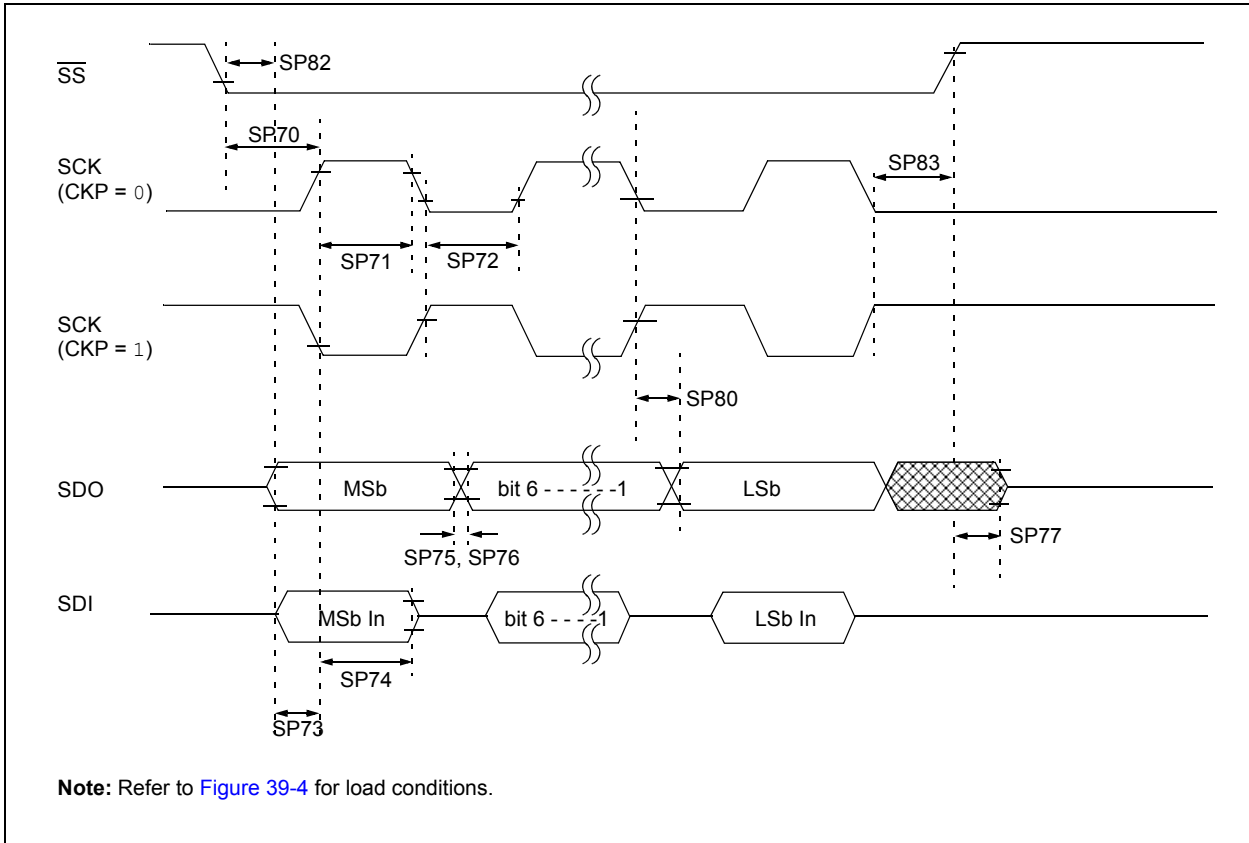 SS
SP82
SP70
SCK
(CKP = 0)
SP83
SP71
SP72
SCK
(CKP = 1)
SP80
SDO
MSb
bit 6 - - - - - -1
LSb
SP75, SP76
SP77
SDI
MSb In
bit 6 - - - -1
LSb In
SP74
SP73
Note: Refer to Figure 39-4 for load conditions.